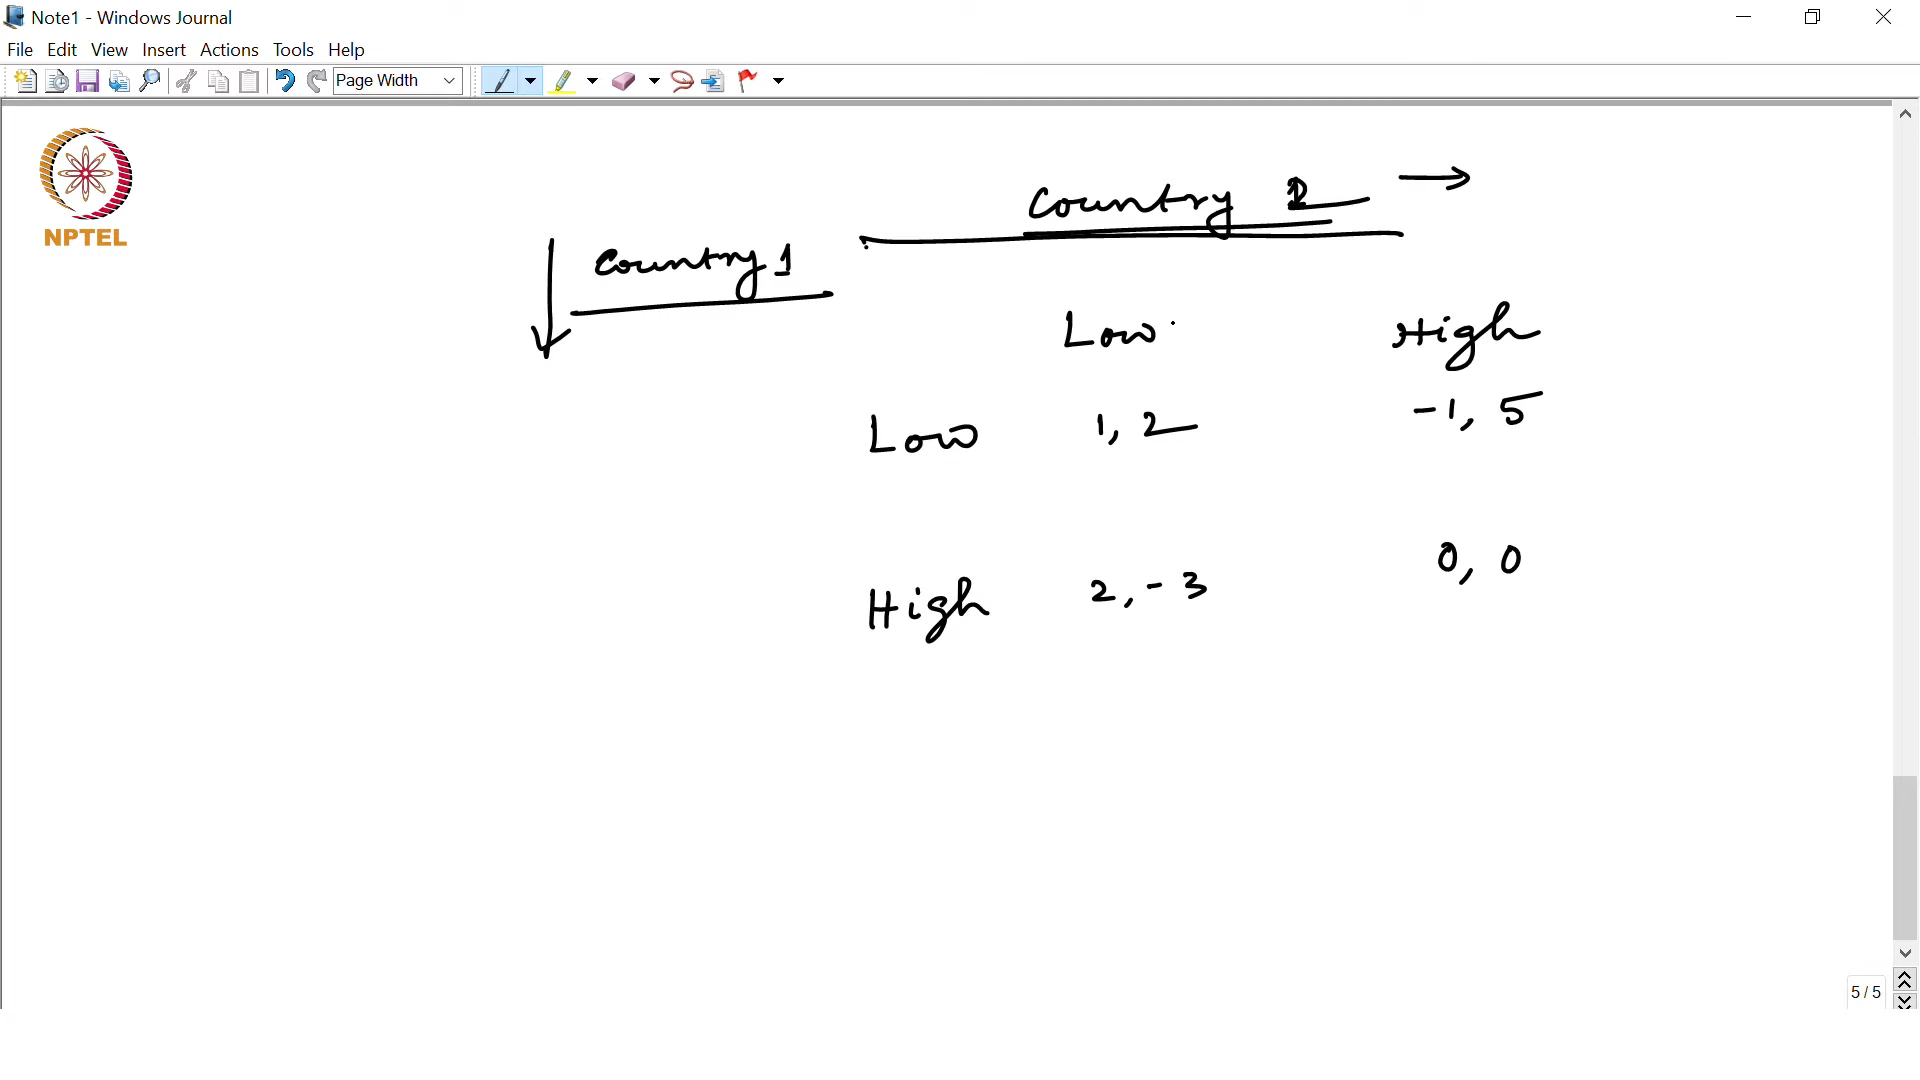 Note1 - Windows Journal
File Edit View Insert Actions Tools Help
Page Width
NPTEL
Country 2
Country 1
Low High
Low 1, 2 -1, 5
High 2, -3 0, 0
5 / 5